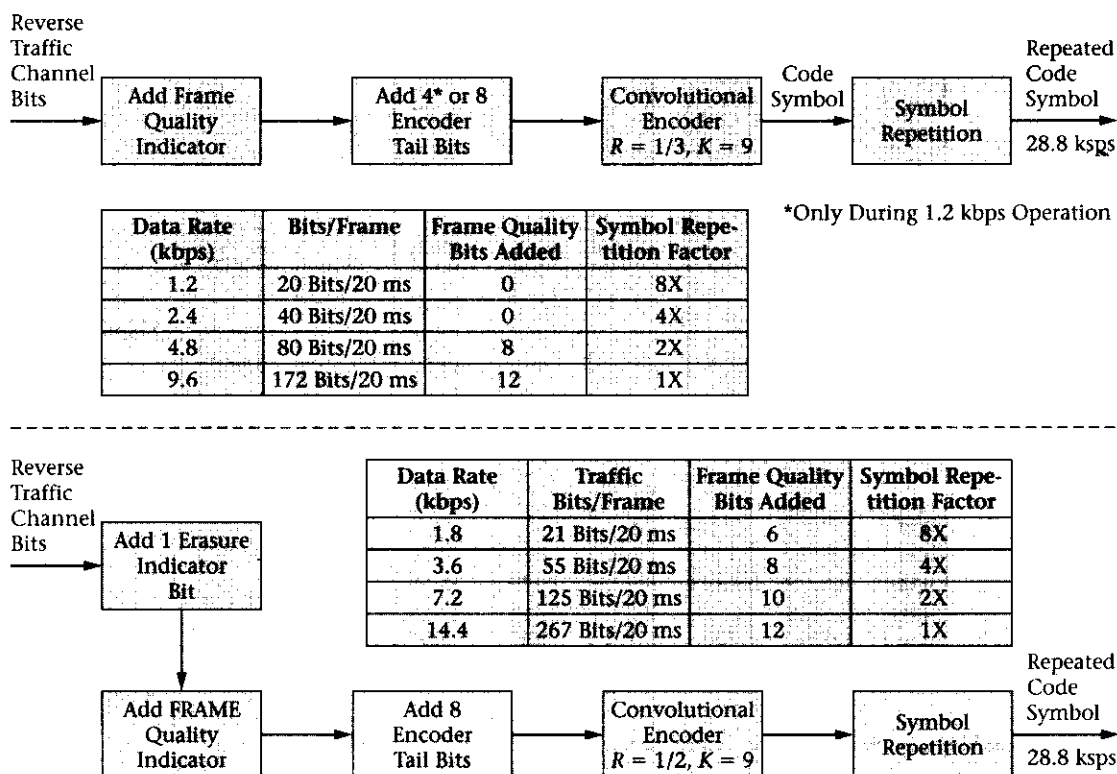 Reverse
Traffic
Channel
Bits
Add Frame
Quality
Indicator
Add 4* or 8
Encoder
Tail Bits
Convolutional
Encoder
R = 1/3, K = 9
Code
Symbol
Symbol
Repetition
Repeated
Code
Symbol
28.8 ksps
*Only During 1.2 kbps Operation
Data Rate (kbps) Bits/Frame Frame Quality Bits Added Symbol Repe-tition Factor
1.2 20 Bits/20 ms 0 8X
2.4 40 Bits/20 ms 0 4X
4.8 80 Bits/20 ms 8 2X
9.6 172 Bits/20 ms 12 1X
Reverse
Traffic
Channel
Bits
Add 1 Erasure
Indicator
Bit
Data Rate (kbps) Traffic Bits/Frame Frame Quality Bits Added Symbol Repe-tition Factor
1.8 21 Bits/20 ms 6 8X
3.6 55 Bits/20 ms 8 4X
7.2 125 Bits/20 ms 10 2X
14.4 267 Bits/20 ms 12 1X
Add FRAME
Quality
Indicator
Add 8
Encoder
Tail Bits
Convolutional
Encoder
R = 1/2, K = 9
Symbol
Repetition
Repeated
Code
Symbol
28.8 ksps